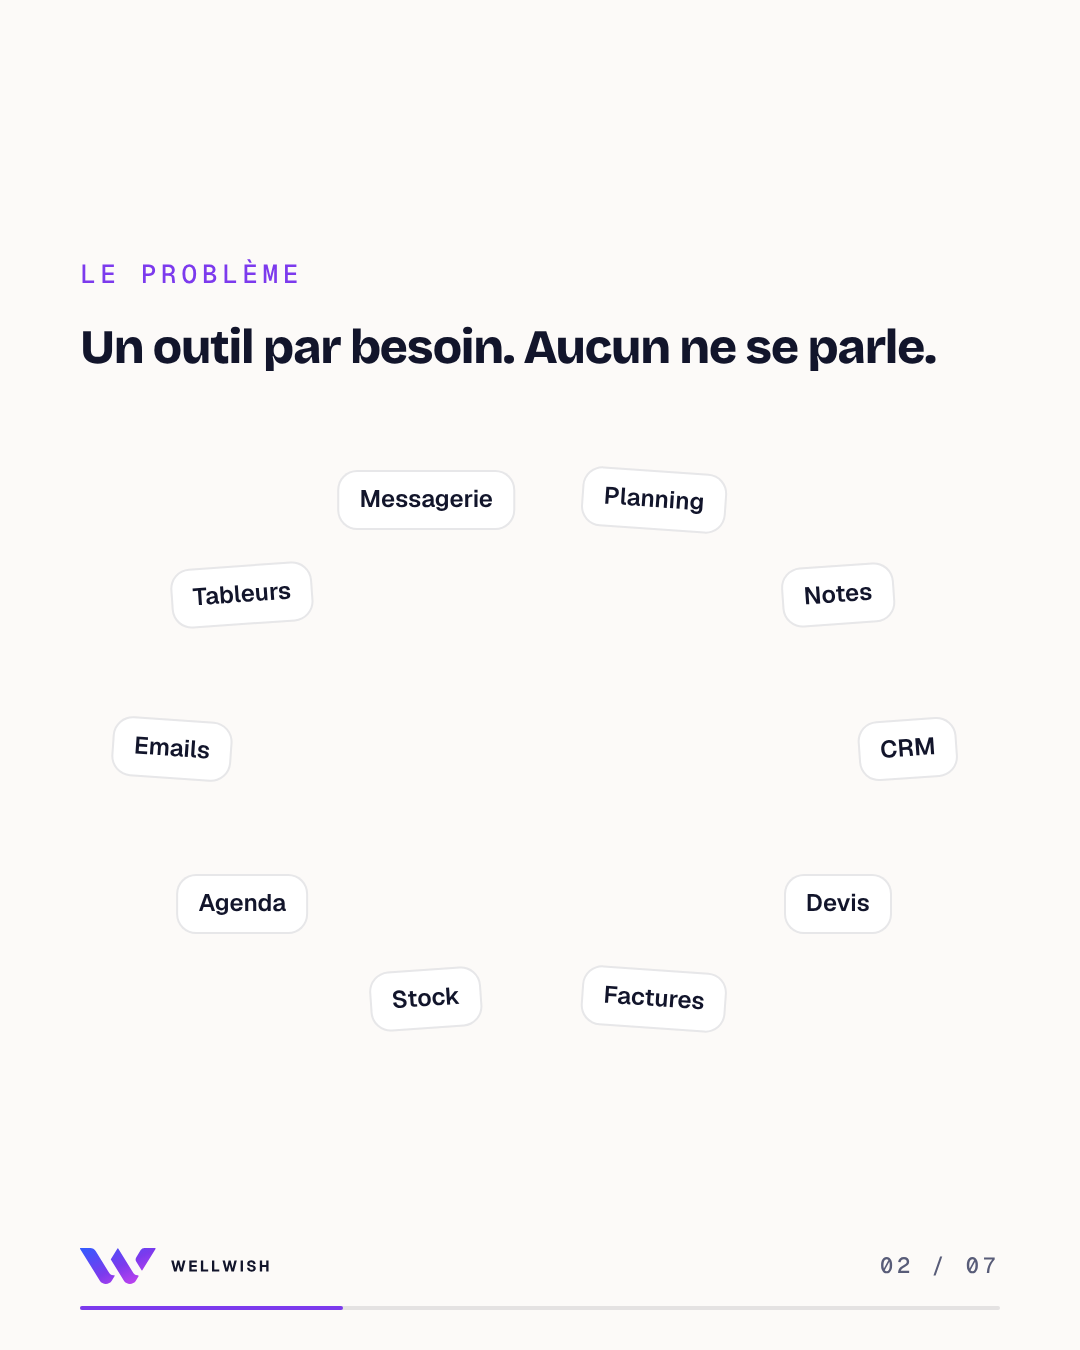 LE PROBLÈME
Un outil par besoin. Aucun ne se parle.
Messagerie
Planning
Tableurs
Notes
Emails
CRM
Agenda
Devis
Stock
Factures
WELLWISH
02 / 07